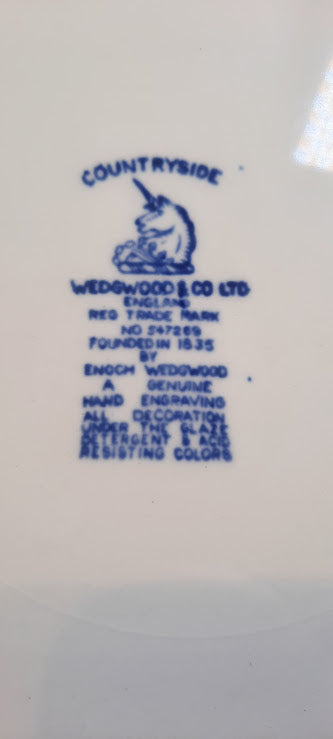 COUNTRYSIDE
WEDGWOOD & CO LTD
ENGLAND
REG TRADE MARK
NO 547269
FOUNDED IN 1835
BY
ENOCH WEDGWOOD
A GENUINE
HAND ENGRAVING
ALL DECORATION
UNDER THE GLAZE
DETERGENT & ACID
RESISTING COLORS